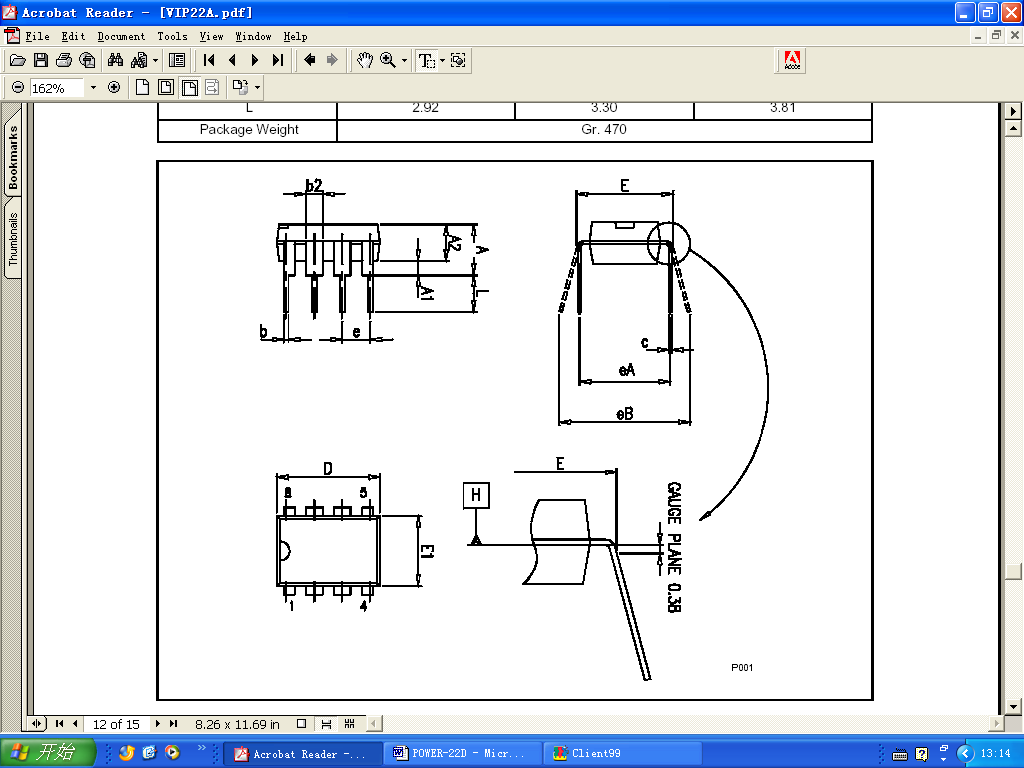 Acrobat Reader - [VIP22A.pdf]
File Edit Document Tools View Window Help
Adobe
162%
Bookmarks
Thumbnails
L 2.92 3.30 3.81
Package Weight Gr. 470
b2
E
A2
A
A1
L
b
e
c
eA
eB
D
8 5
E1
1 4
E
H
GAUGE PLANE 0.38
P001
12 of 15 8.26 x 11.69 in
开始 Acrobat Reader -... POWER-22D - Micr... Client99 13:14